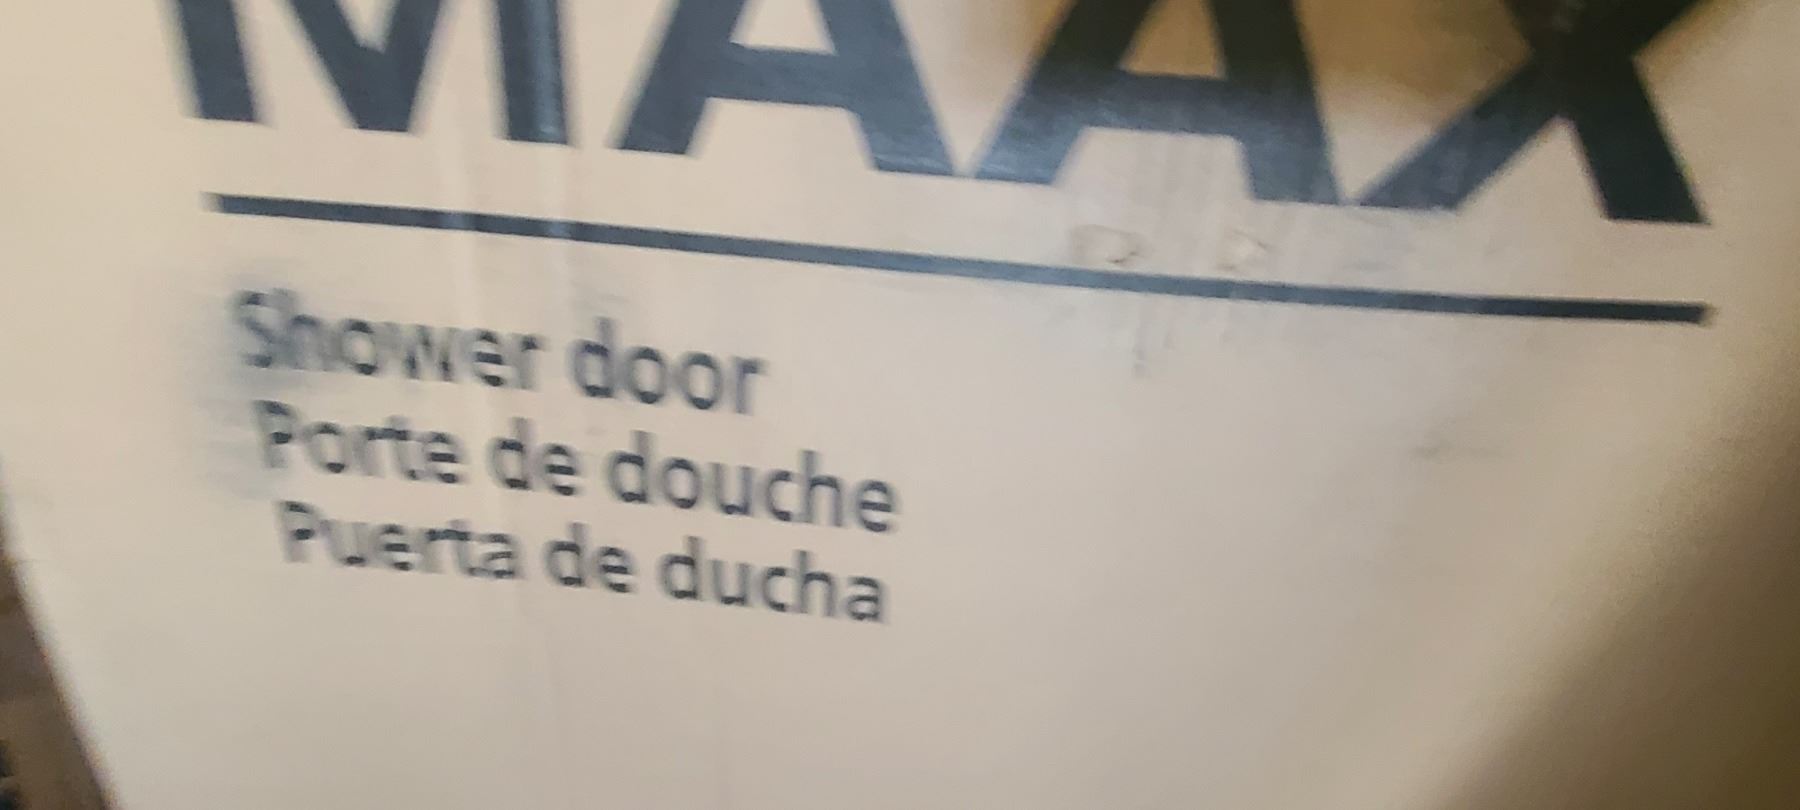 MAAX
Shower door
Porte de douche
Puerta de ducha